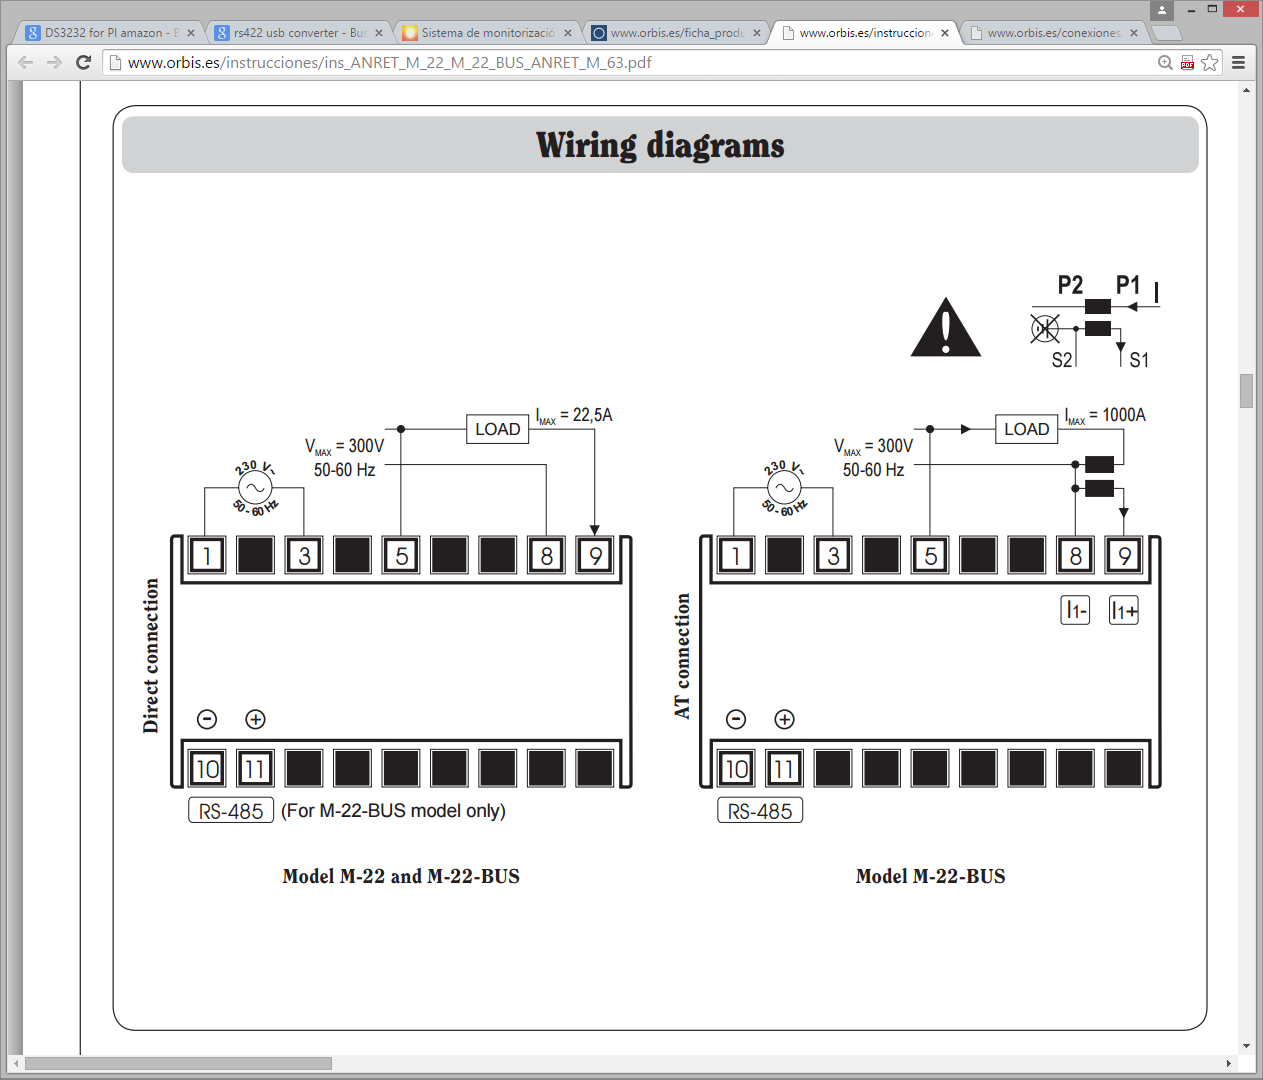 DS3232 for PI amazon - B
rs422 usb converter - Bus
Sistema de monitorizació
www.orbis.es/ficha_produ
www.orbis.es/instruccion
www.orbis.es/conexiones
www.orbis.es/instrucciones/ins_ANRET_M_22_M_22_BUS_ANRET_M_63.pdf
Wiring diagrams
P2 P1 I
S2 S1
LOAD IMAX = 22,5A
VMAX = 300V
50-60 Hz
230 V~
50-60Hz
1 3 5 8 9
Direct connection
- +
10 11
RS-485 (For M-22-BUS model only)
Model M-22 and M-22-BUS
LOAD IMAX = 1000A
VMAX = 300V
50-60 Hz
230 V~
50-60Hz
1 3 5 8 9
I1- I1+
AT connection
- +
10 11
RS-485
Model M-22-BUS